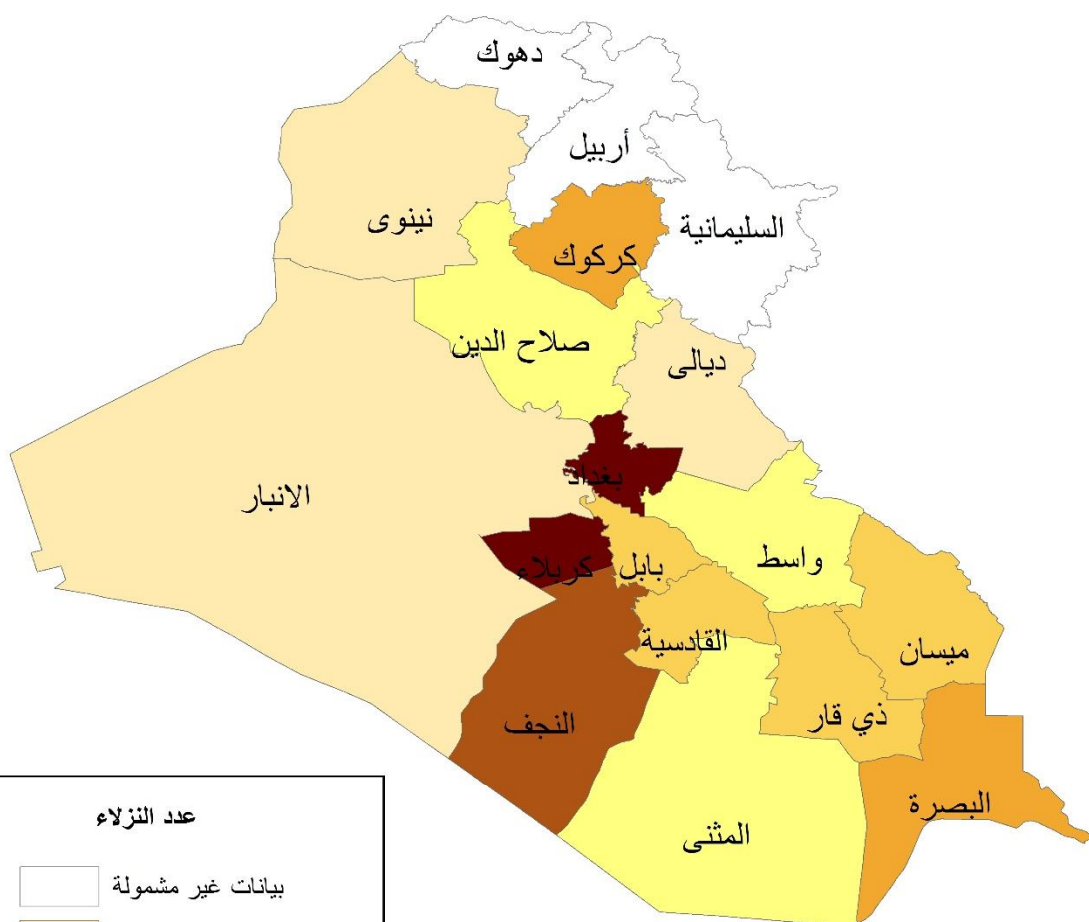 دهوك
أربيل
نينوى
السليمانية
كركوك
صلاح الدين
ديالى
بغداد
الانبار
واسط
بابل
كربلاء
القادسية
ميسان
النجف
ذي قار
البصرة
المثنى
عدد النزلاء
بيانات غير مشمولة